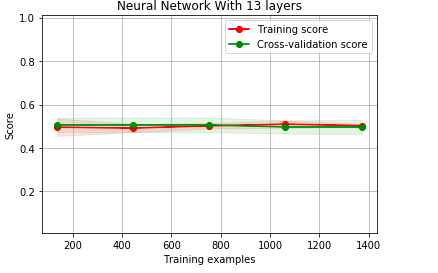 Neural Network With 13 layers
1.0
Training score
Cross-validation score
0.8
0.6
0.4
0.2
Score
200 400 600 800 1000 1200 1400
Training examples